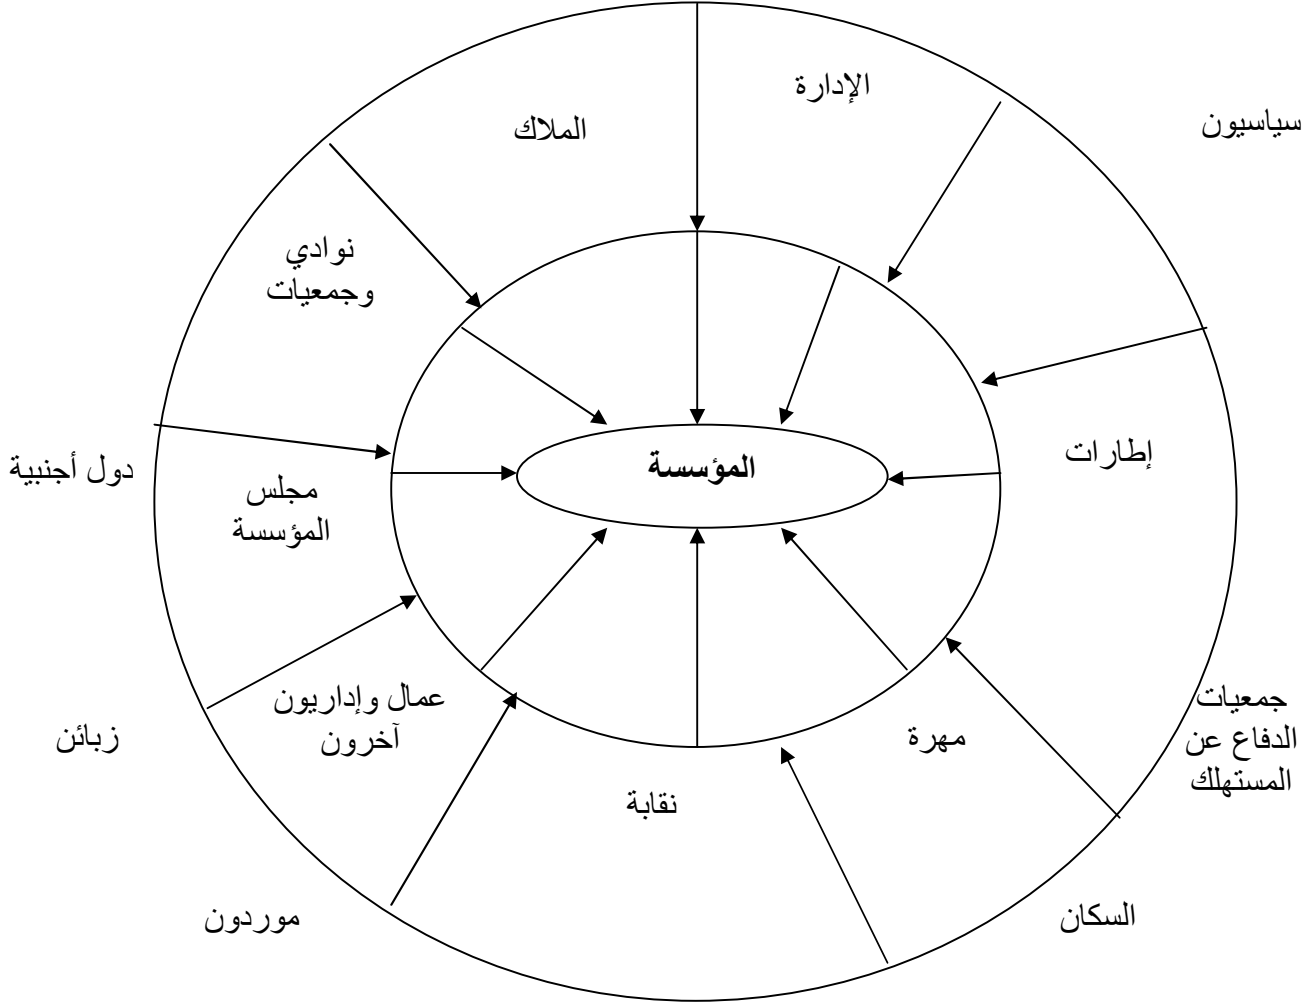 الإدارة
سياسيون
الملاك
نوادي
وجمعيات
إطارات
المؤسسة
دول أجنبية
مجلس
المؤسسة
جمعيات
الدفاع عن
المستهلك
عمال وإداريون
آخرون
زبائن
مهرة
نقابة
السكان
موردون